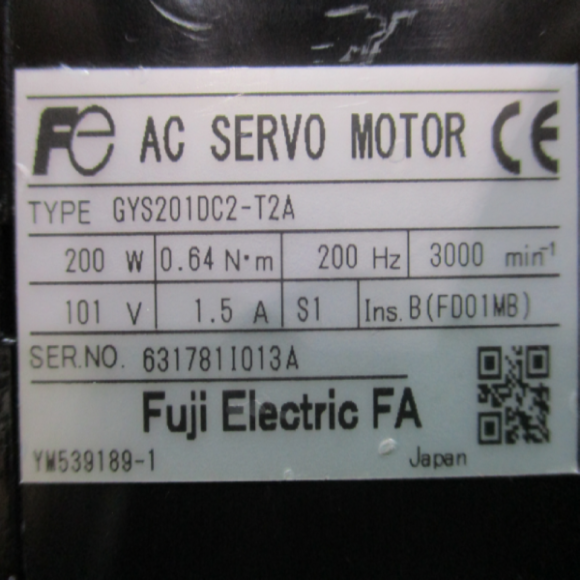 Fe AC SERVO MOTOR CE
TYPE GYS201DC2-T2A
200 W 0.64 N·m 200 Hz 3000 min⁻¹
101 V 1.5 A S1 Ins. B(FD01MB)
SER.NO. 631781I013A
Fuji Electric FA
YM539189-1 Japan